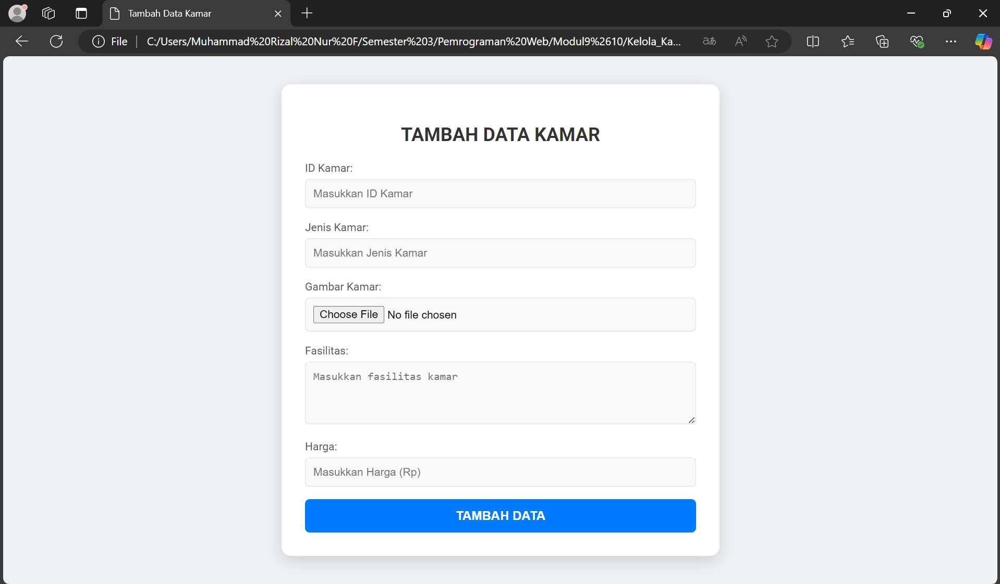 Tambah Data Kamar
File C:/Users/Muhammad%20Rizal%20Nur%20F/Semester%203/Pemrograman%20Web/Modul9%2610/Kelola_Ka...
TAMBAH DATA KAMAR
ID Kamar:
Masukkan ID Kamar
Jenis Kamar:
Masukkan Jenis Kamar
Gambar Kamar:
Choose File No file chosen
Fasilitas:
Masukkan fasilitas kamar
Harga:
Masukkan Harga (Rp)
TAMBAH DATA